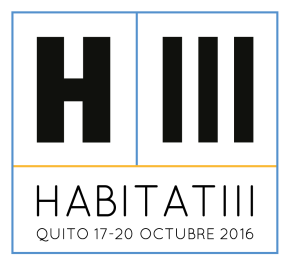 H III
HABITATIII
QUITO 17-20 OCTUBRE 2016